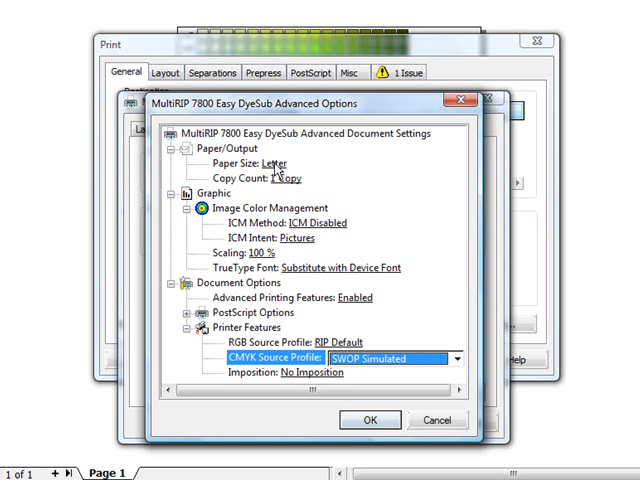 Print
General
Layout
Separations
Prepress
PostScript
Misc
1 Issue
MultiRIP 7800 Easy DyeSub Advanced Options
MultiRIP 7800 Easy DyeSub Advanced Document Settings
Paper/Output
Paper Size: Letter
Copy Count: 1 Copy
Graphic
Image Color Management
ICM Method: ICM Disabled
ICM Intent: Pictures
Scaling: 100 %
TrueType Font: Substitute with Device Font
Document Options
Advanced Printing Features: Enabled
PostScript Options
Printer Features
RGB Source Profile: RIP Default
CMYK Source Profile: SWOP Simulated
Imposition: No Imposition
OK
Cancel
Help
1 of 1
Page 1